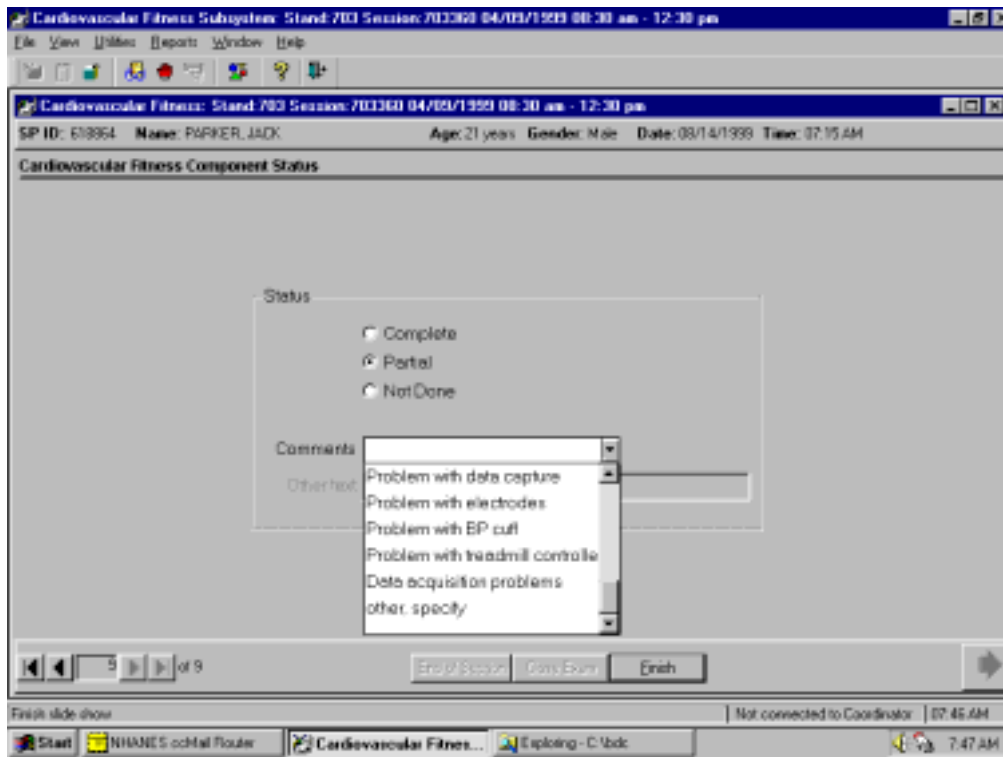 Cardiovascular Fitness Subsystem: Stand:703 Session:703360 04/09/1999 08:30 am - 12:30 pm
File View Utilities Reports Window Help
Cardiovascular Fitness: Stand:703 Session:703360 04/09/1999 08:30 am - 12:30 pm
SP ID: 618964 Name: PARKER, JACK Age: 21 years Gender: Male Date: 08/14/1999 Time: 07:15 AM
Cardiovascular Fitness Component Status
Status
Complete
Partial
Not Done
Comments
Other text
Problem with data capture
Problem with electrodes
Problem with BP cuff
Problem with treadmill controlle
Data acquisition problems
other, specify
of 9
End of Session Cons Exam Finish
Finish slide show Not connected to Coordinator 07:46 AM
Start NHANES ccMail Router Cardiovascular Fitnes... Exploring - C:\bdc 7:47 AM